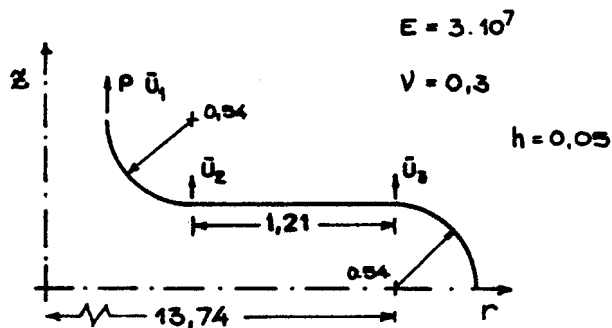 E = 3.10⁷
z
P ū₁
ν = 0,3
0,54
h = 0,05
ū₂
ū₃
1,21
0.54
r
13,74